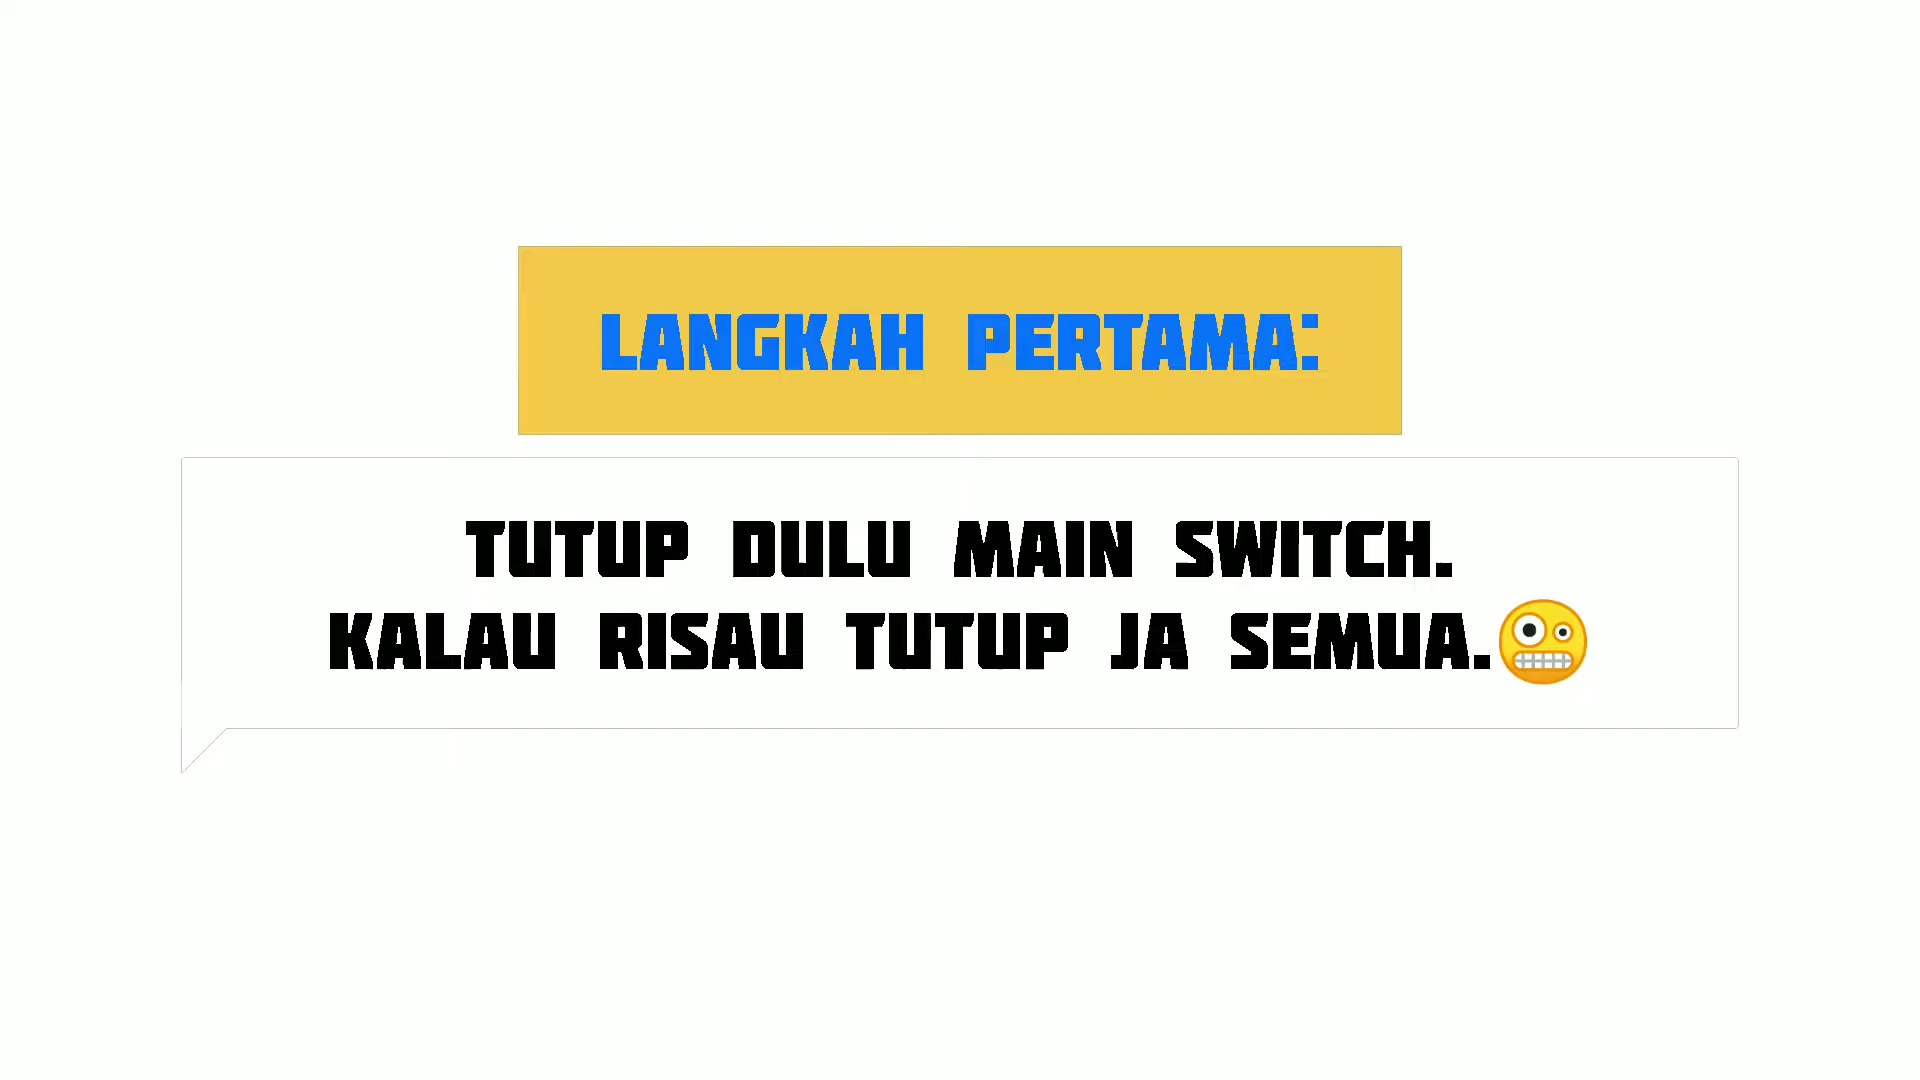 LANGKAH PERTAMA:
TUTUP DULU MAIN SWITCH.
KALAU RISAU TUTUP JA SEMUA.